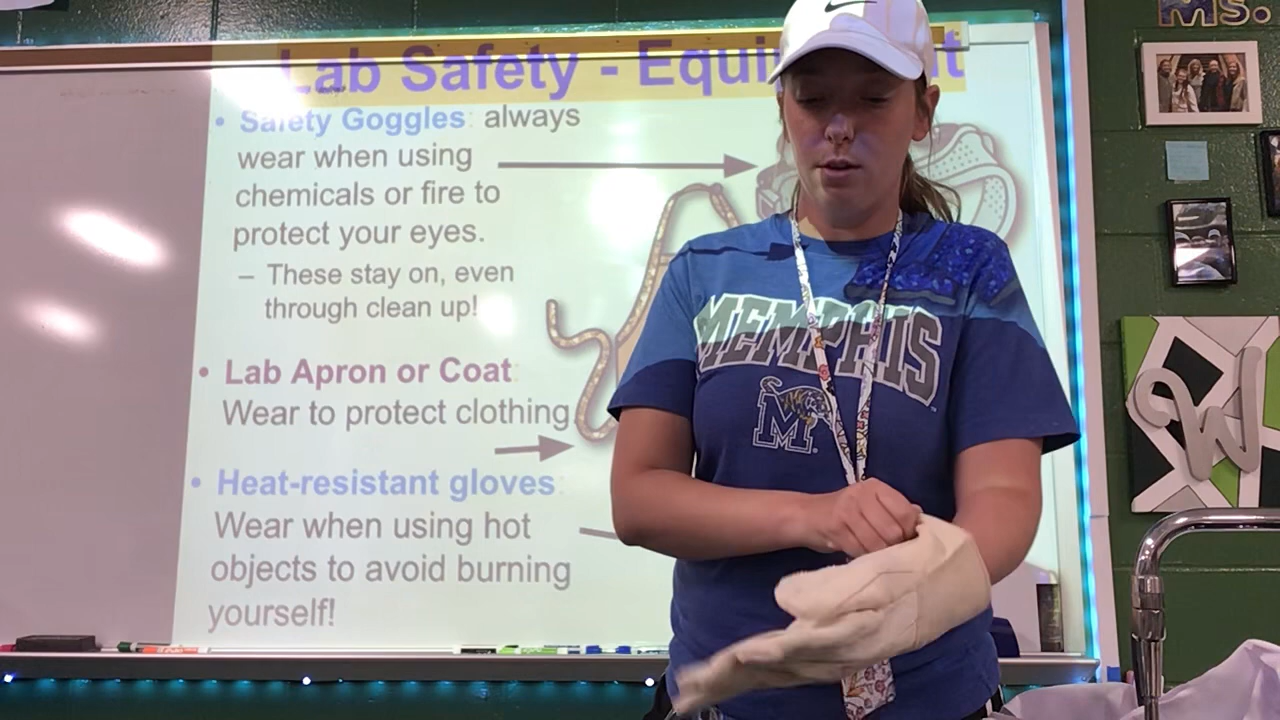 Ms.
Lab Safety - Equi t
• Safety Goggles: always
wear when using
chemicals or fire to
protect your eyes.
– These stay on, even
through clean up!
• Lab Apron or Coat:
Wear to protect clothing
• Heat-resistant gloves:
Wear when using hot
objects to avoid burning
yourself!
MEMPHIS
M
W